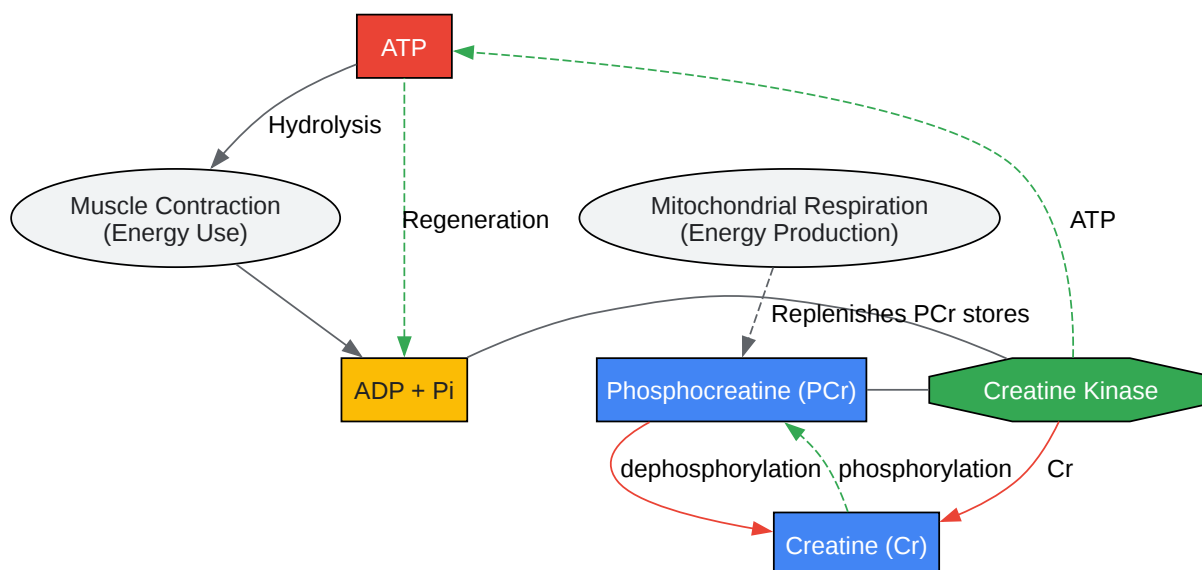 ATP
Hydrolysis
Muscle Contraction
(Energy Use)
Regeneration
Mitochondrial Respiration
(Energy Production)
ATP
Replenishes PCr stores
ADP + Pi
Phosphocreatine (PCr)
Creatine Kinase
dephosphorylation
phosphorylation
Cr
Creatine (Cr)